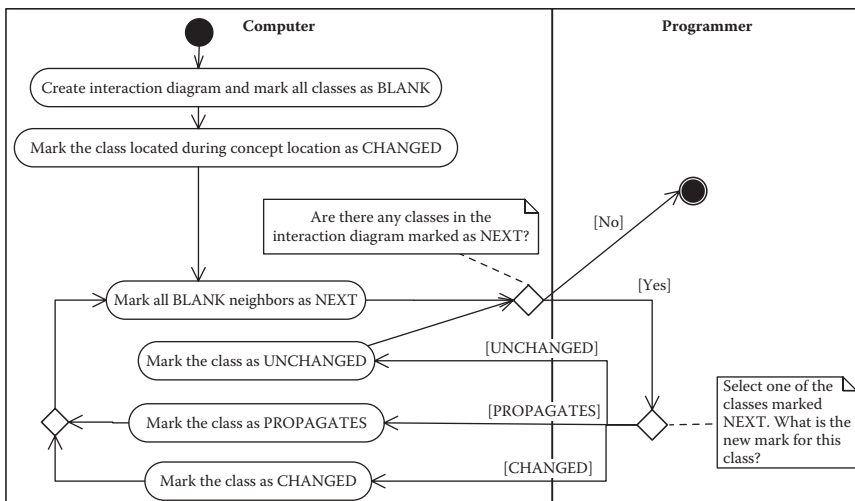 Computer
Programmer
Create interaction diagram and mark all classes as BLANK
Mark the class located during concept location as CHANGED
Are there any classes in the
interaction diagram marked as NEXT?
[No]
[Yes]
Mark all BLANK neighbors as NEXT
[UNCHANGED]
Mark the class as UNCHANGED
[PROPAGATES]
Mark the class as PROPAGATES
Select one of the
classes marked
NEXT. What is the
new mark for this
class?
[CHANGED]
Mark the class as CHANGED